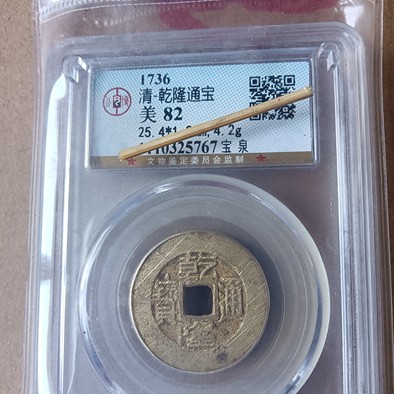 1736
清-乾隆通宝
美 82
25.4*1. mm, 4.2g
10325767 宝 泉
文物鉴定委员会监制
乾隆通寶